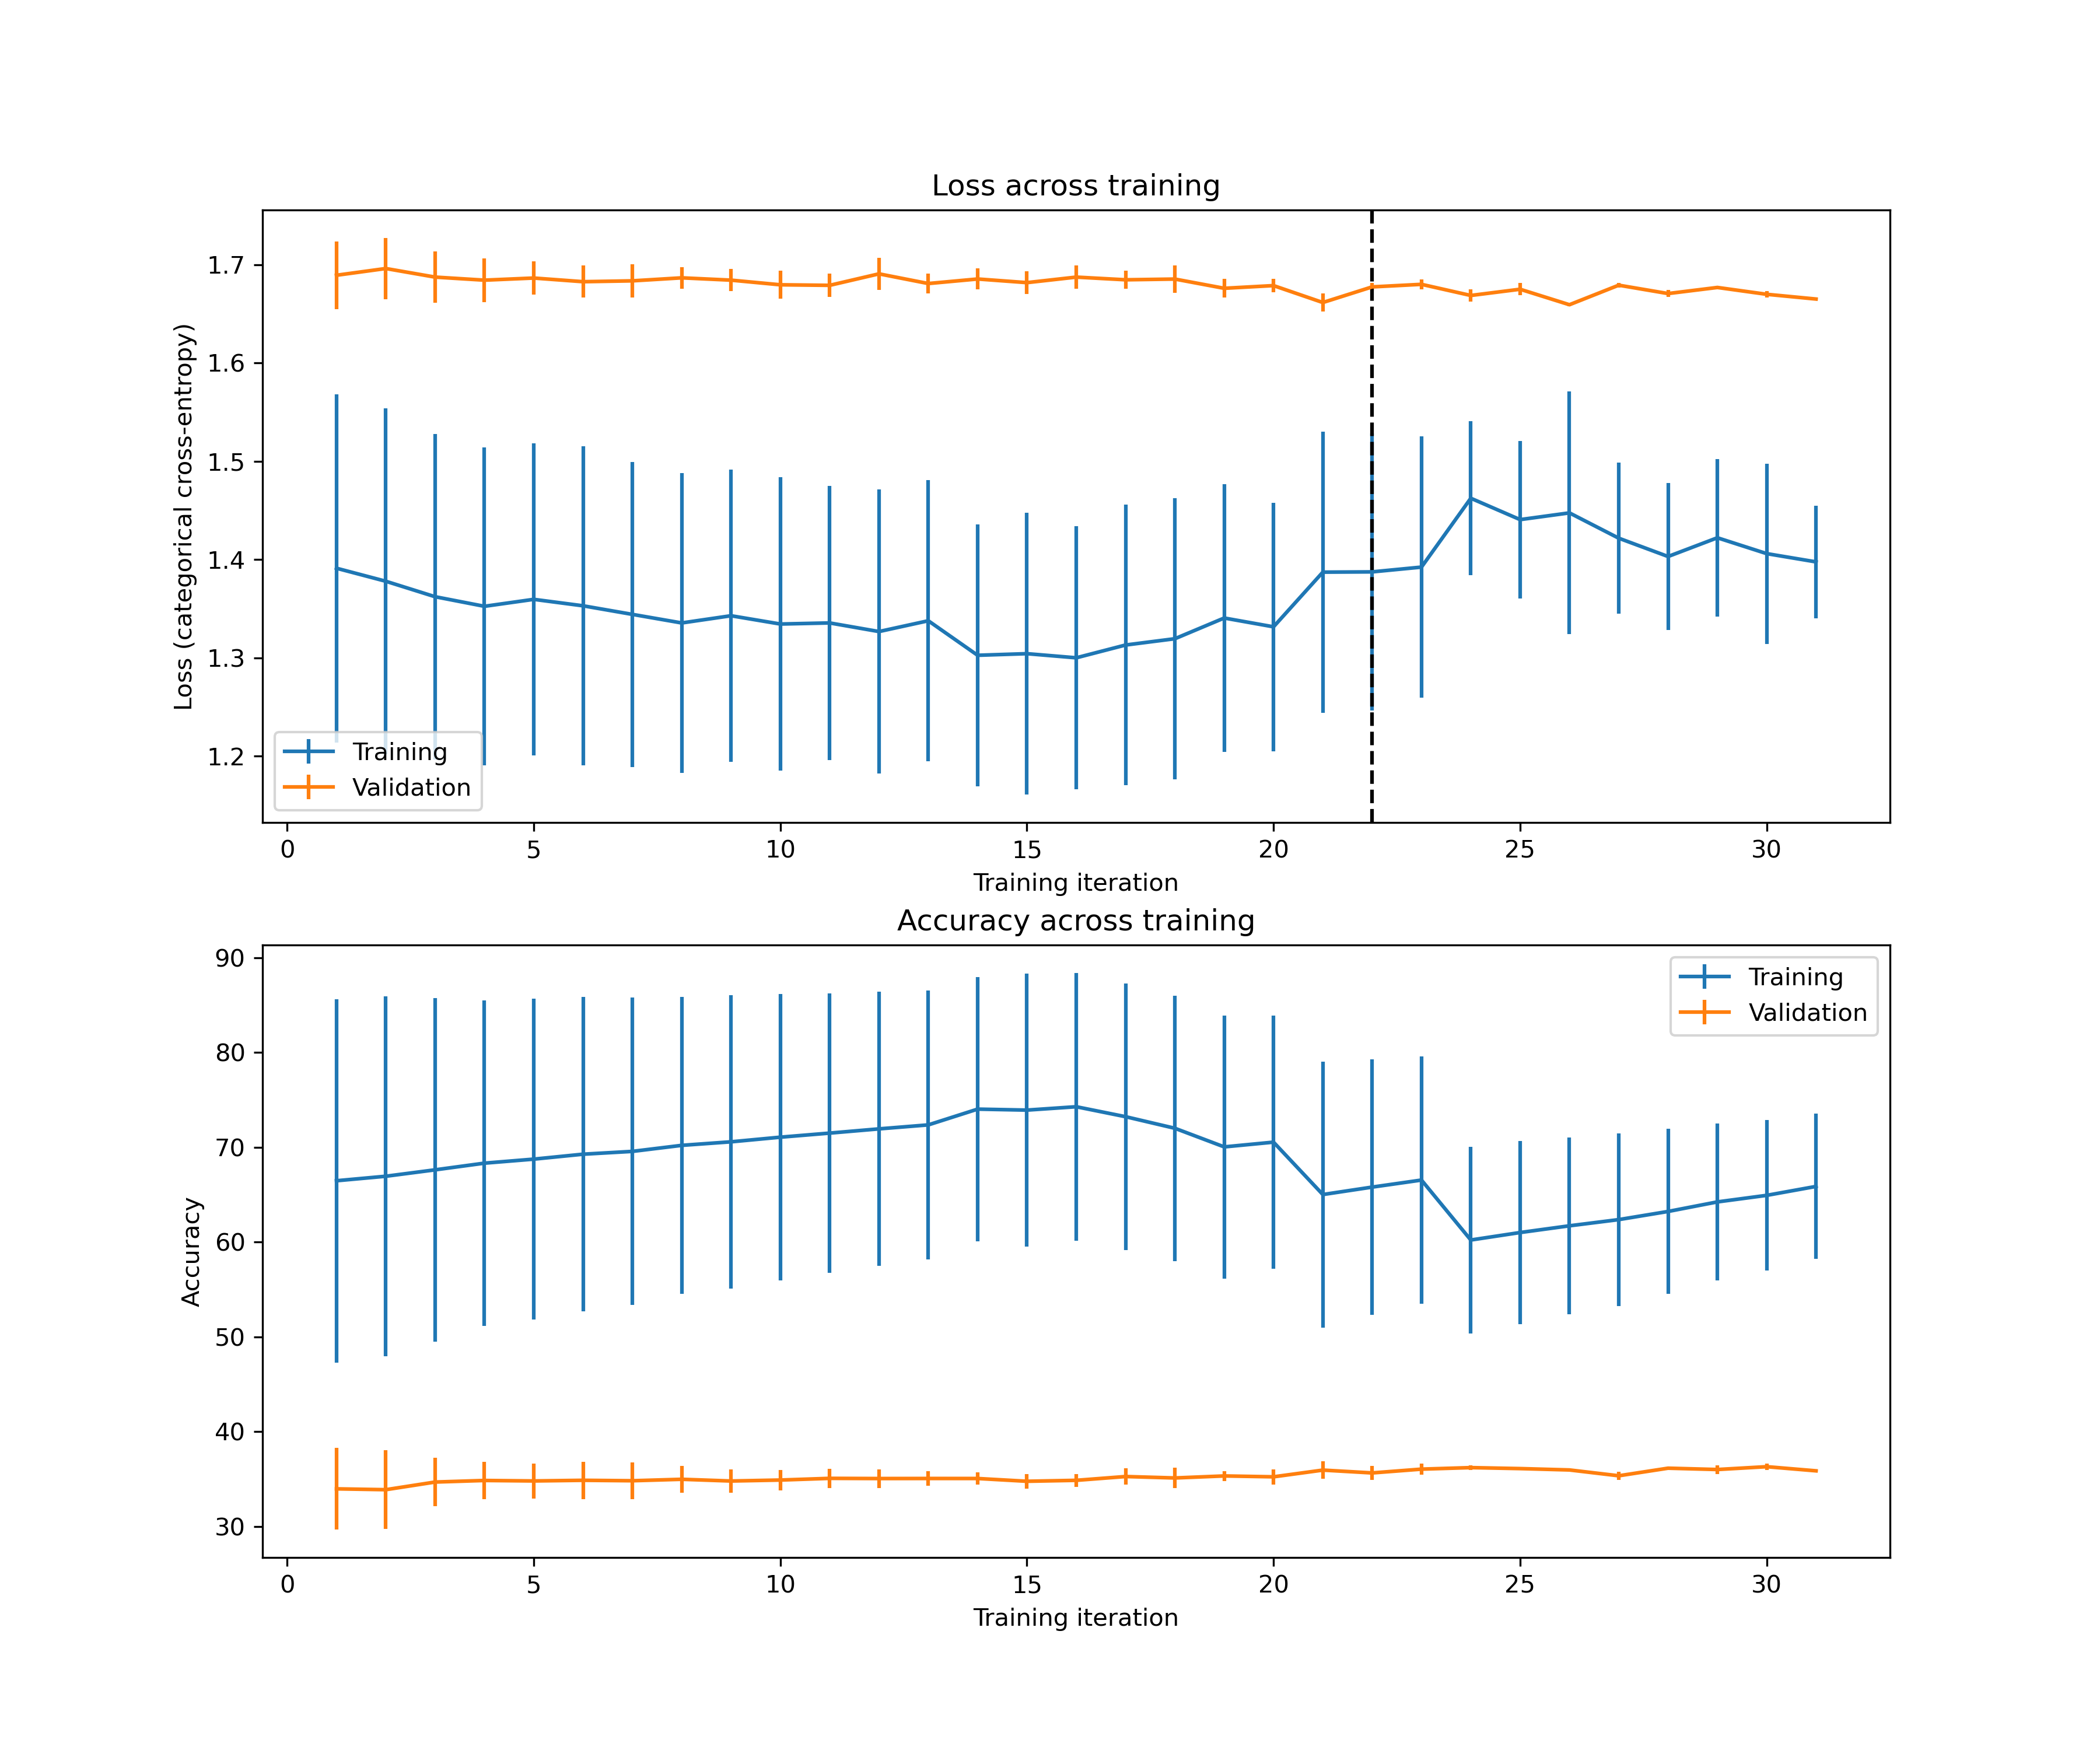 Loss across training
Loss (categorical cross-entropy)
1.7
1.6
1.5
1.4
1.3
1.2
Training
Validation
0 5 10 15 20 25 30
Training iteration
Accuracy across training
Accuracy
90
80
70
60
50
40
30
Training
Validation
0 5 10 15 20 25 30
Training iteration